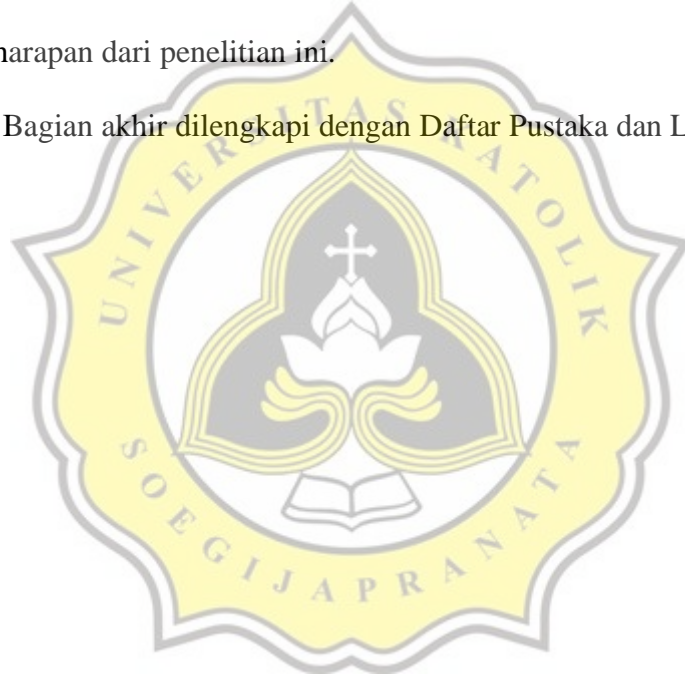 harapan dari penelitian ini.
Bagian akhir dilengkapi dengan Daftar Pustaka dan L
UNIVERSITAS KATOLIK
SOEGIJAPRANATA